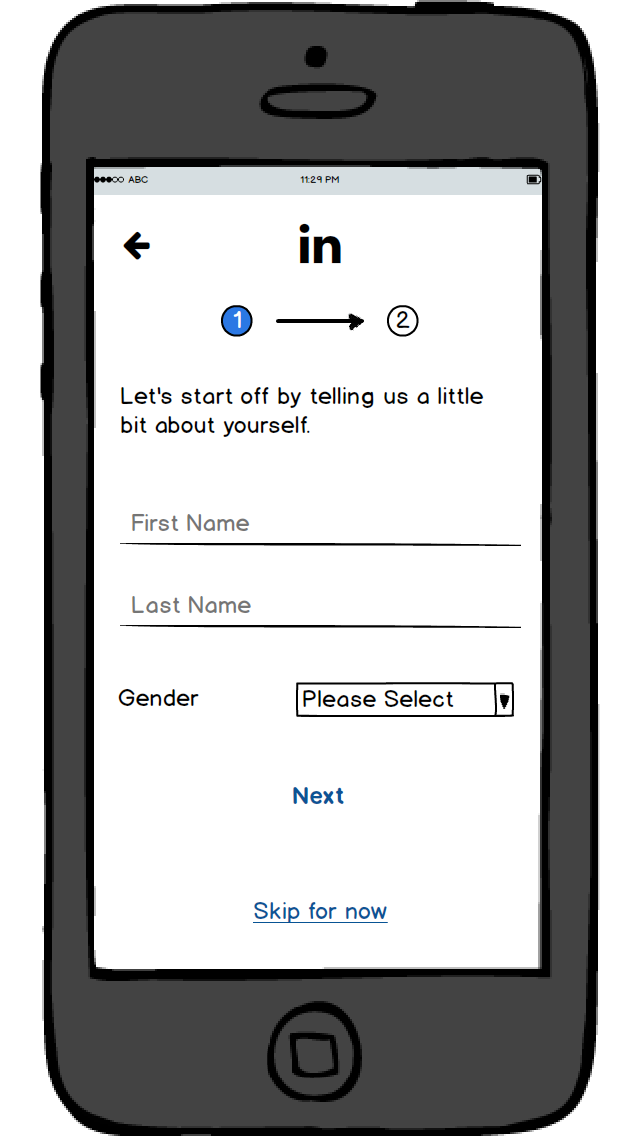 ABC 11:29 PM
in
1 2
Let's start off by telling us a little
bit about yourself.
First Name
Last Name
Gender Please Select
Next
Skip for now